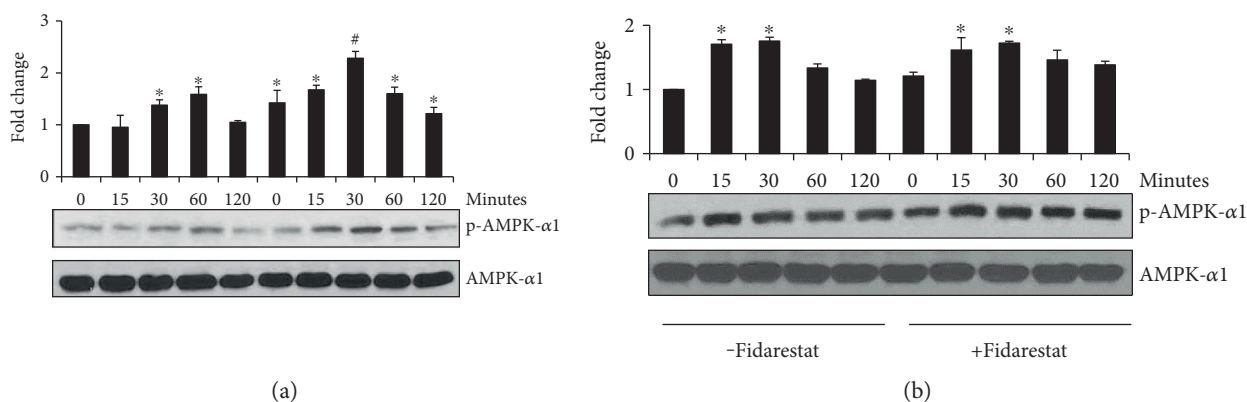 3
2
1
0
Fold change
* * # * * * * *
0 15 30 60 120 0 15 30 60 120 Minutes
p-AMPK-α1
AMPK-α1
(a)
2
1
0
Fold change
* * * *
0 15 30 60 120 0 15 30 60 120 Minutes
p-AMPK-α1
AMPK-α1
-Fidarestat +Fidarestat
(b)